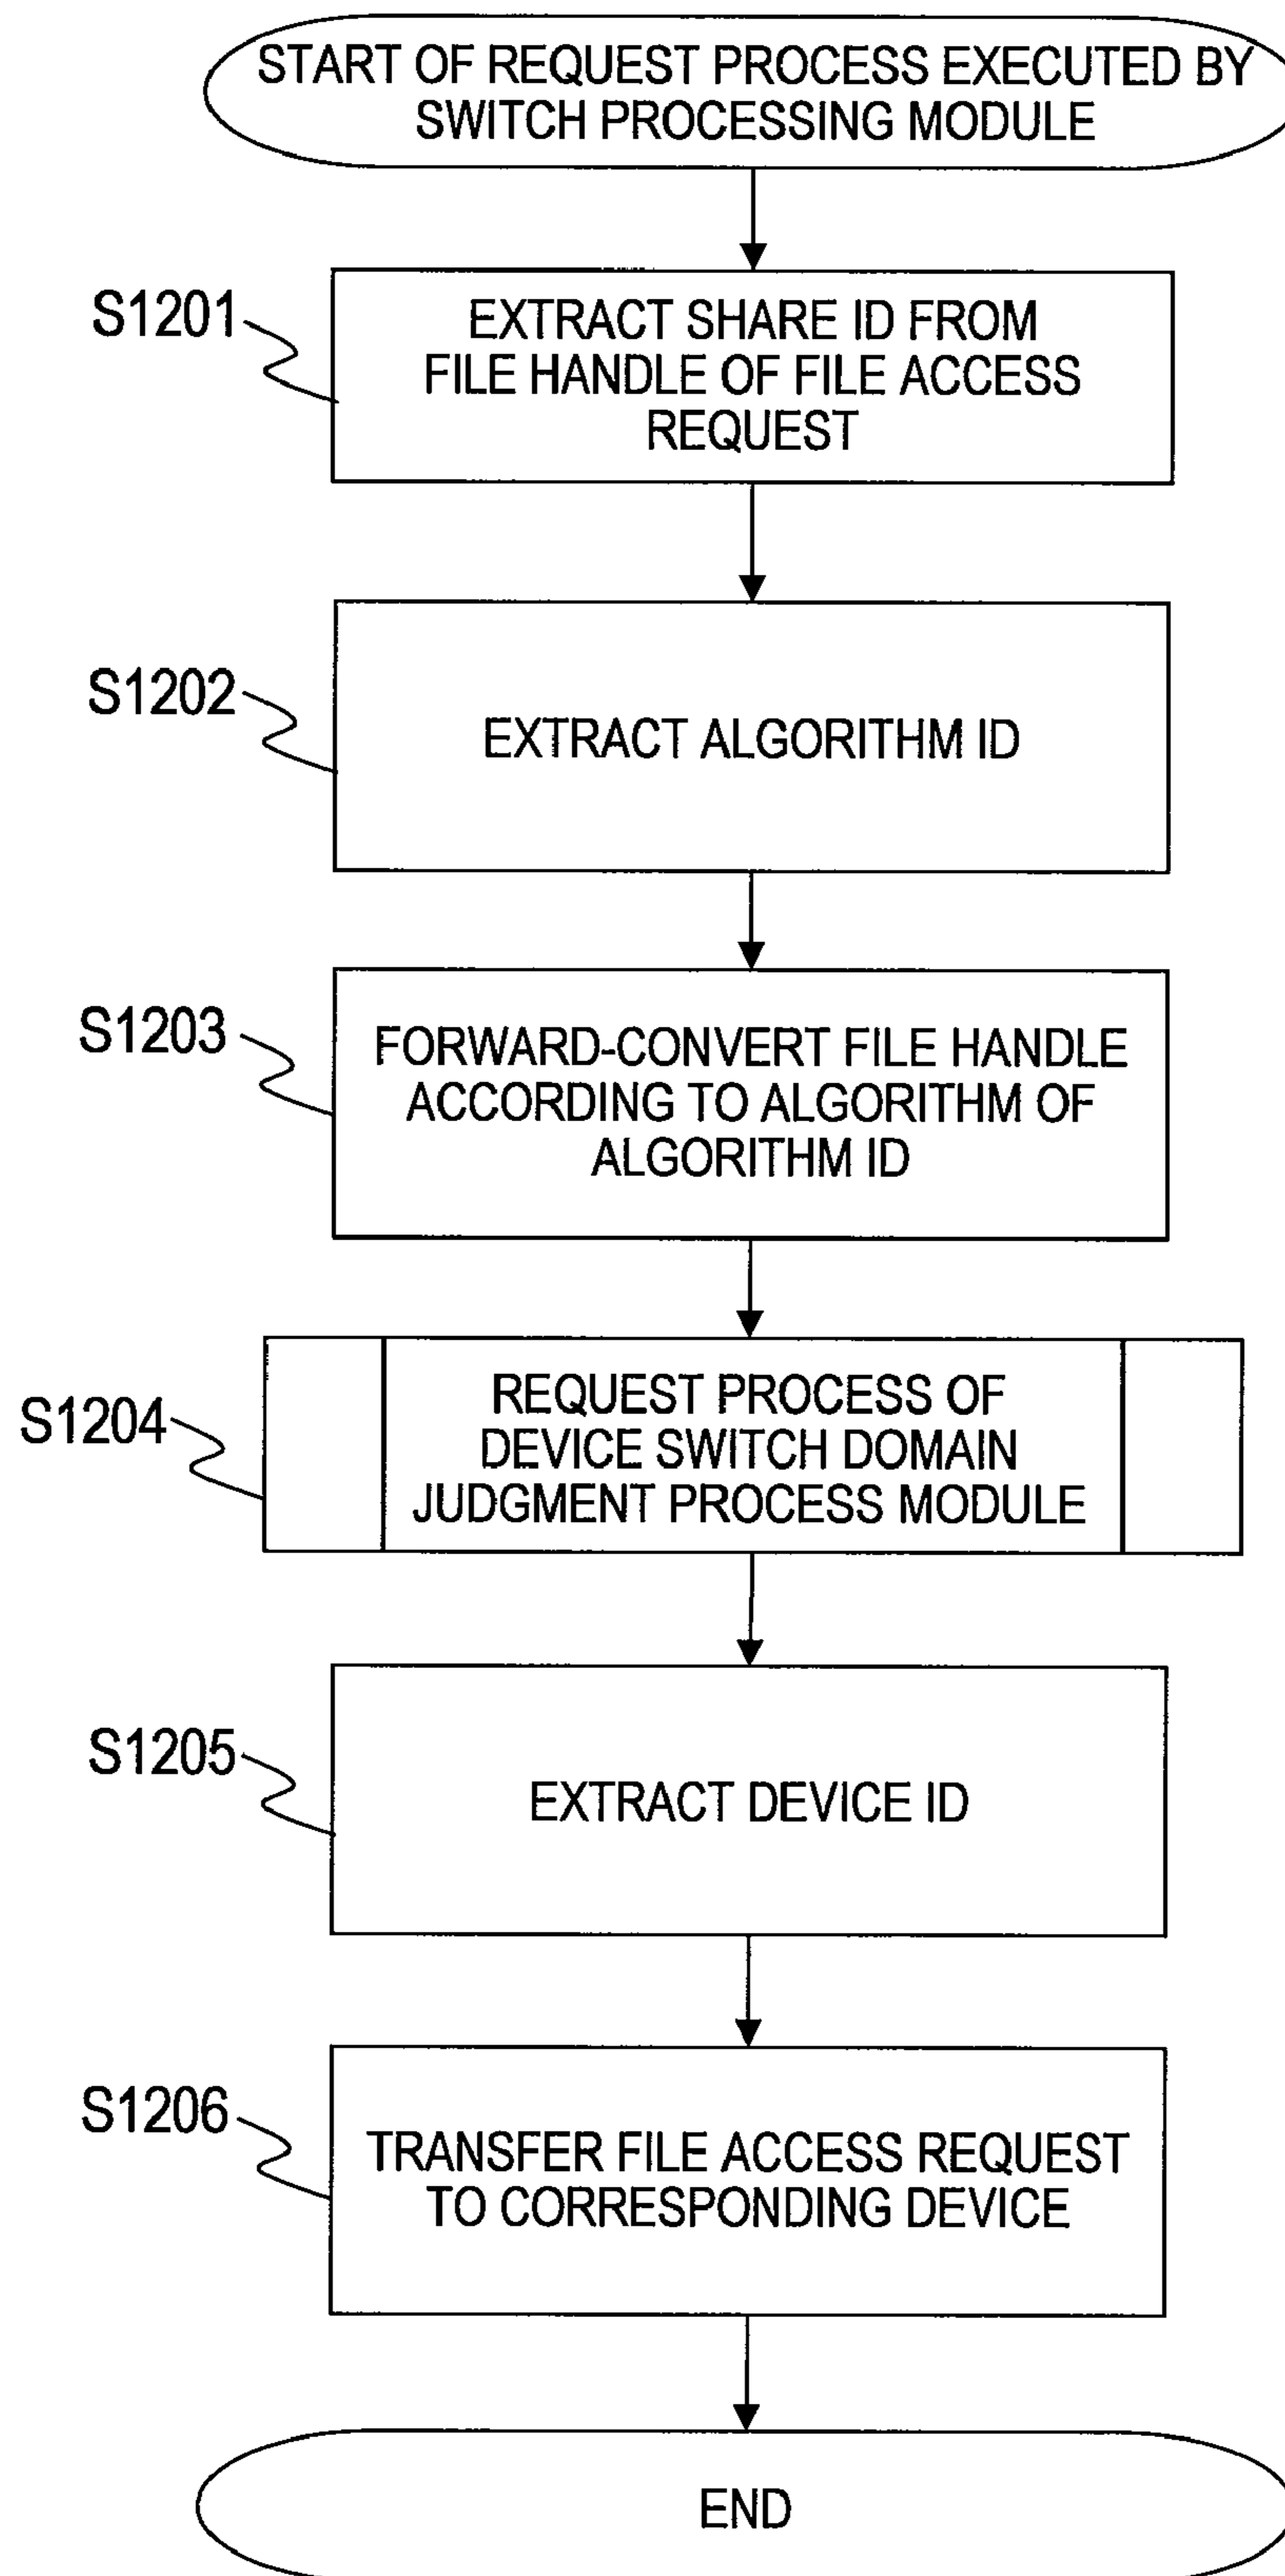 START OF REQUEST PROCESS EXECUTED BY
SWITCH PROCESSING MODULE
S1201
EXTRACT SHARE ID FROM
FILE HANDLE OF FILE ACCESS
REQUEST
S1202
EXTRACT ALGORITHM ID
S1203
FORWARD-CONVERT FILE HANDLE
ACCORDING TO ALGORITHM OF
ALGORITHM ID
S1204
REQUEST PROCESS OF
DEVICE SWITCH DOMAIN
JUDGMENT PROCESS MODULE
S1205
EXTRACT DEVICE ID
S1206
TRANSFER FILE ACCESS REQUEST
TO CORRESPONDING DEVICE
END